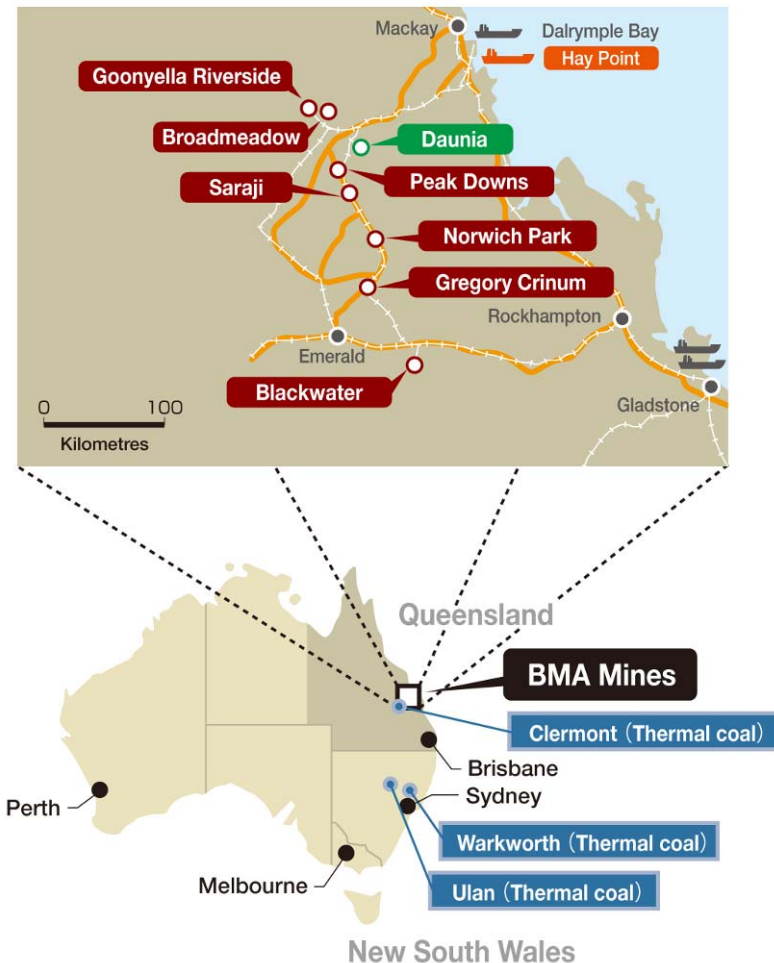 Mackay
Dalrymple Bay
Hay Point
Goonyella Riverside
Broadmeadow
Daunia
Peak Downs
Saraji
Norwich Park
Gregory Crinum
Rockhampton
Emerald
Blackwater
Gladstone
0 100
Kilometres
Queensland
BMA Mines
Clermont (Thermal coal)
Brisbane
Perth
Sydney
Warkworth (Thermal coal)
Melbourne
Ulan (Thermal coal)
New South Wales